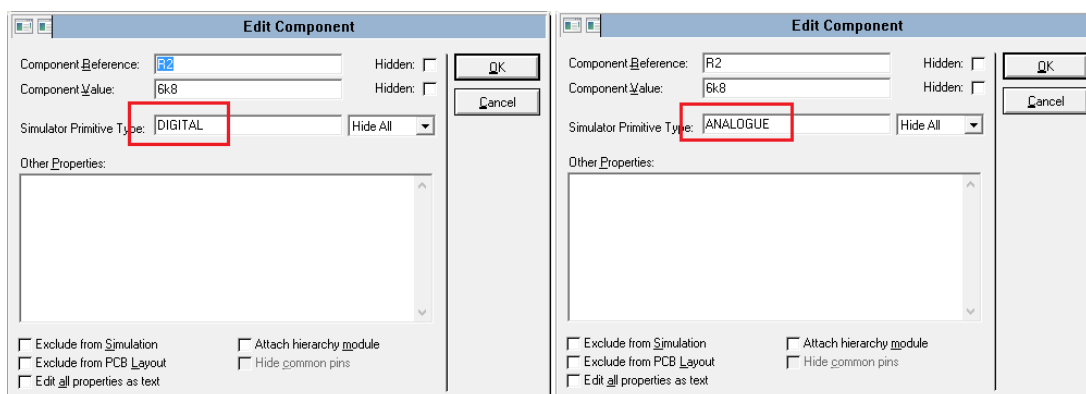 Edit Component
Component Reference: R2 Hidden:
Component Value: 6k8 Hidden:
Simulator Primitive Type: DIGITAL Hide All
Other Properties:
Exclude from Simulation Attach hierarchy module
Exclude from PCB Layout Hide common pins
Edit all properties as text
OK
Cancel
Edit Component
Component Reference: R2 Hidden:
Component Value: 6k8 Hidden:
Simulator Primitive Type: ANALOGUE Hide All
Other Properties:
Exclude from Simulation Attach hierarchy module
Exclude from PCB Layout Hide common pins
Edit all properties as text
OK
Cancel